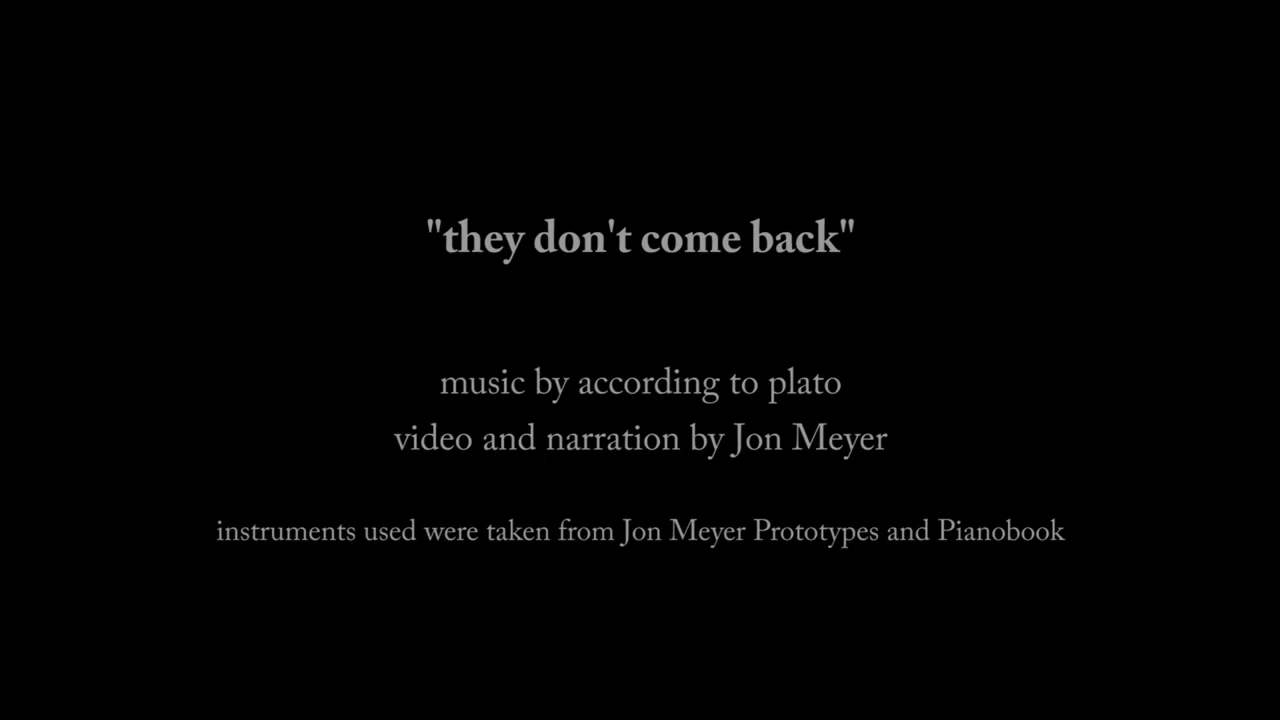 "they don't come back"
music by according to plato
video and narration by Jon Meyer
instruments used were taken from Jon Meyer Prototypes and Pianobook